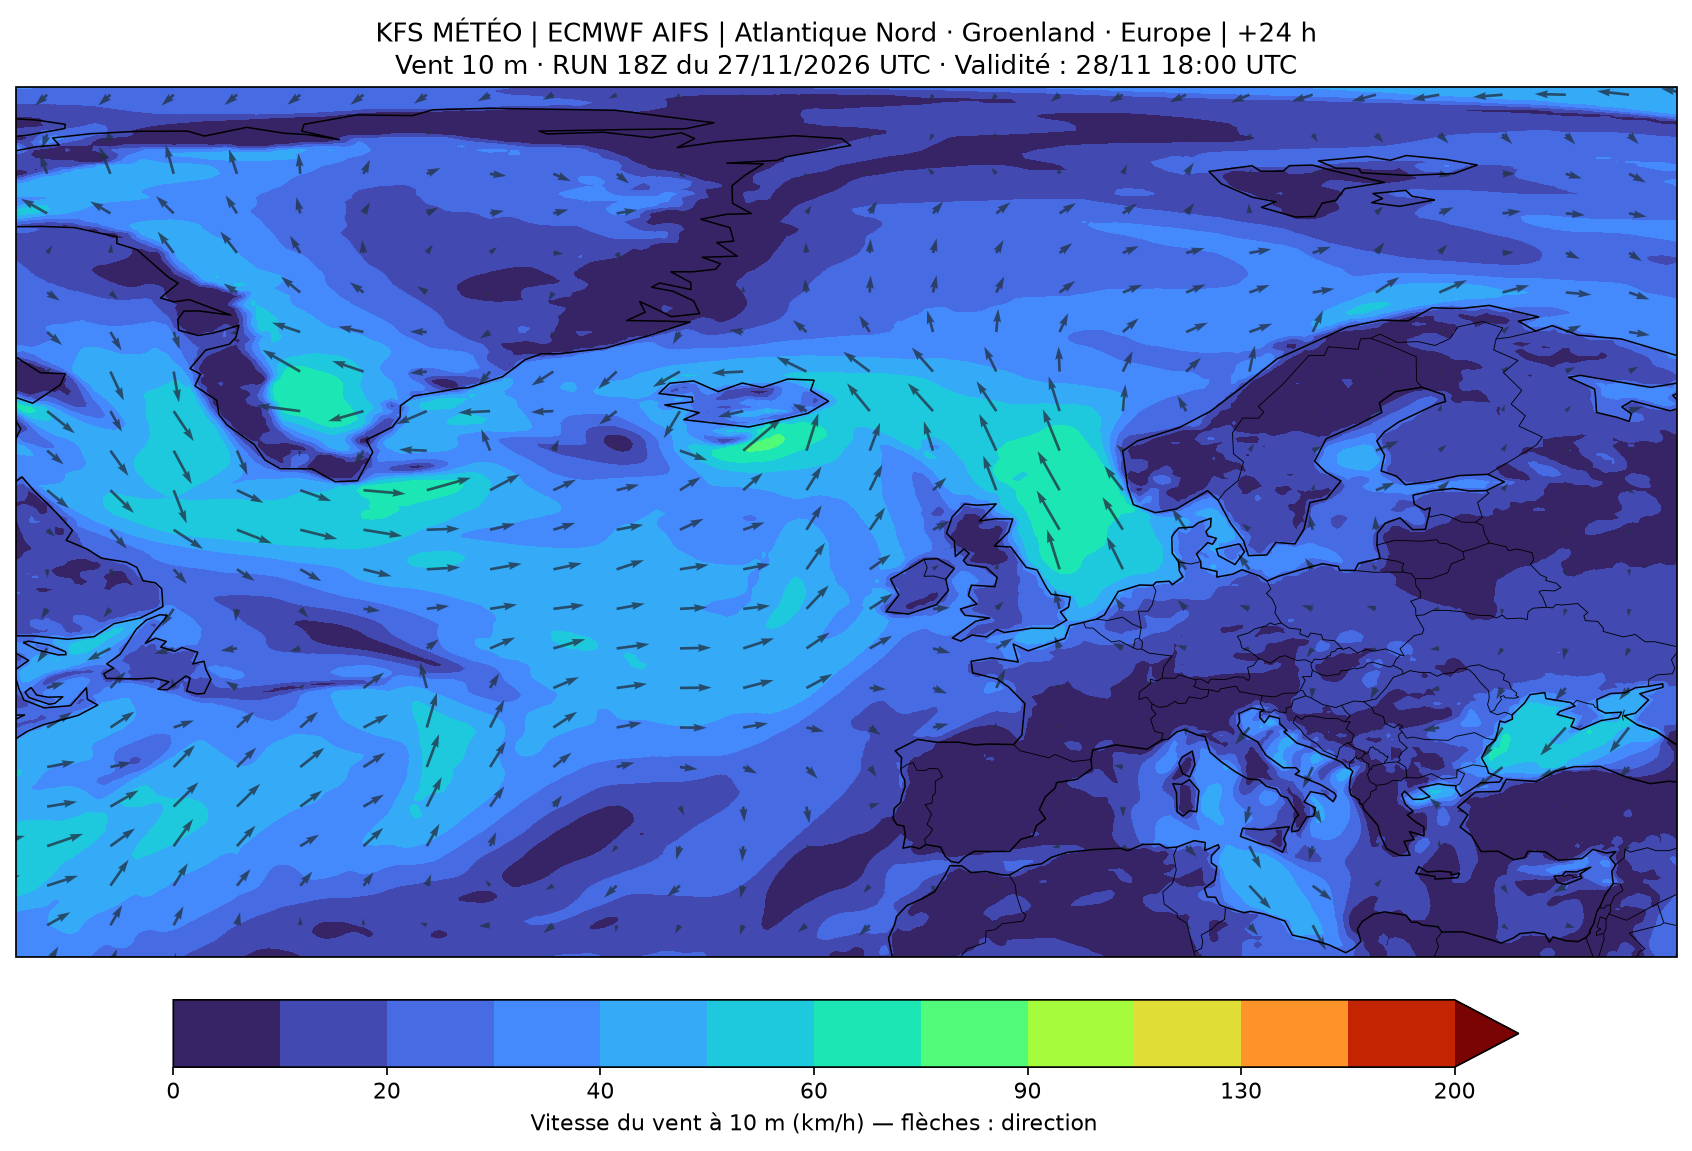 KFS MÉTÉO | ECMWF AIFS | Atlantique Nord · Groenland · Europe | +24 h
Vent 10 m · RUN 18Z du 27/11/2026 UTC · Validité : 28/11 18:00 UTC
0 20 40 60 90 130 200
Vitesse du vent à 10 m (km/h) — flèches : direction